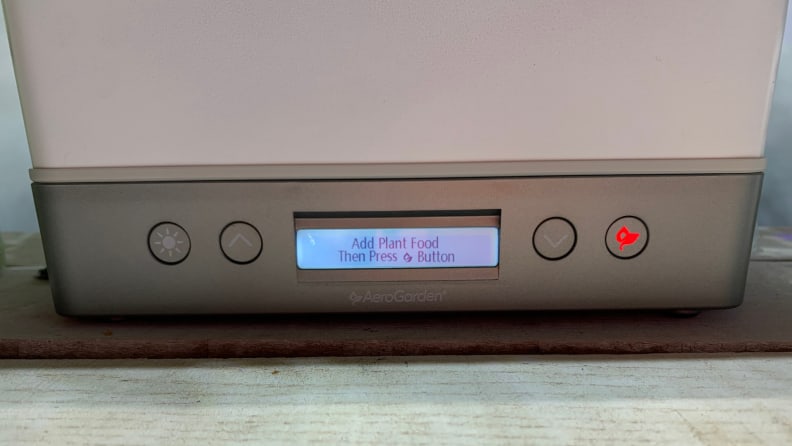 Add Plant Food
Then Press Button
AeroGarden